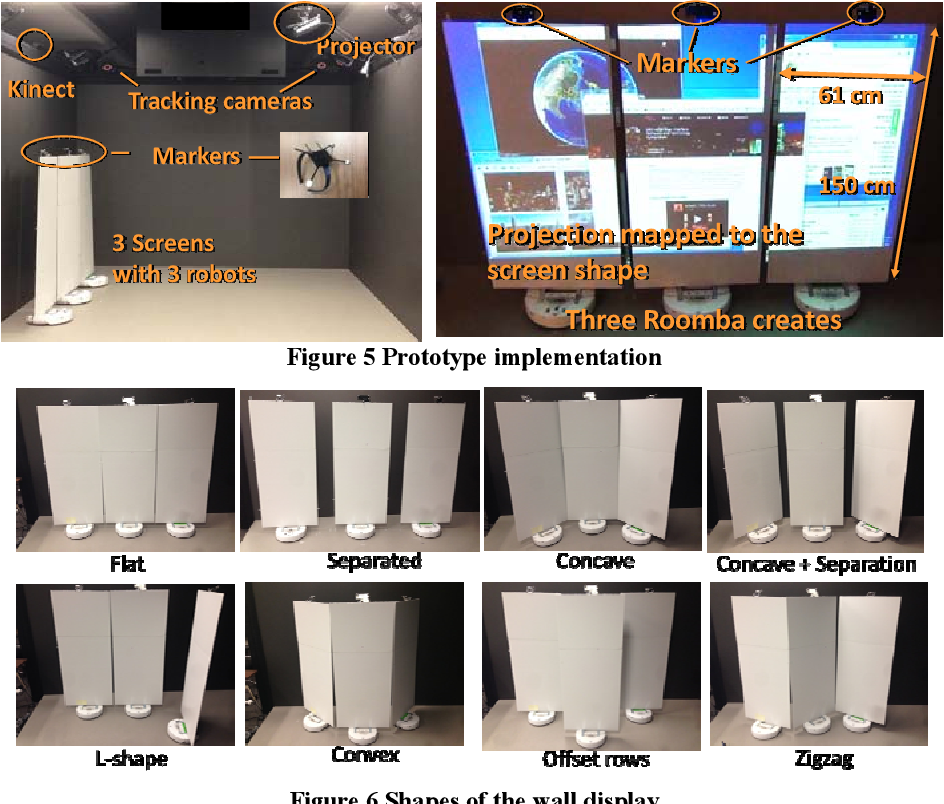 Projector
Kinect
Tracking cameras
Markers
3 Screens
with 3 robots
Markers
61 cm
150 cm
Projection mapped to the
screen shape
Three Roomba creates
Figure 5 Prototype implementation
Flat
Separated
Concave
Concave + Separation
L-shape
Convex
Offset rows
Zigzag
Figure 6 Shapes of the wall display